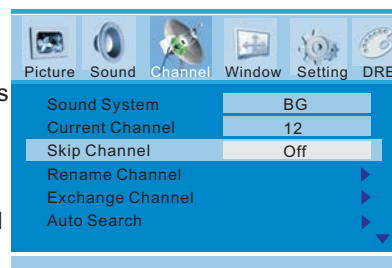 Picture Sound Channel Window Setting DRE
Sound System BG
Current Channel 12
Skip Channel Off
Rename Channel
Exchange Channel
Auto Search